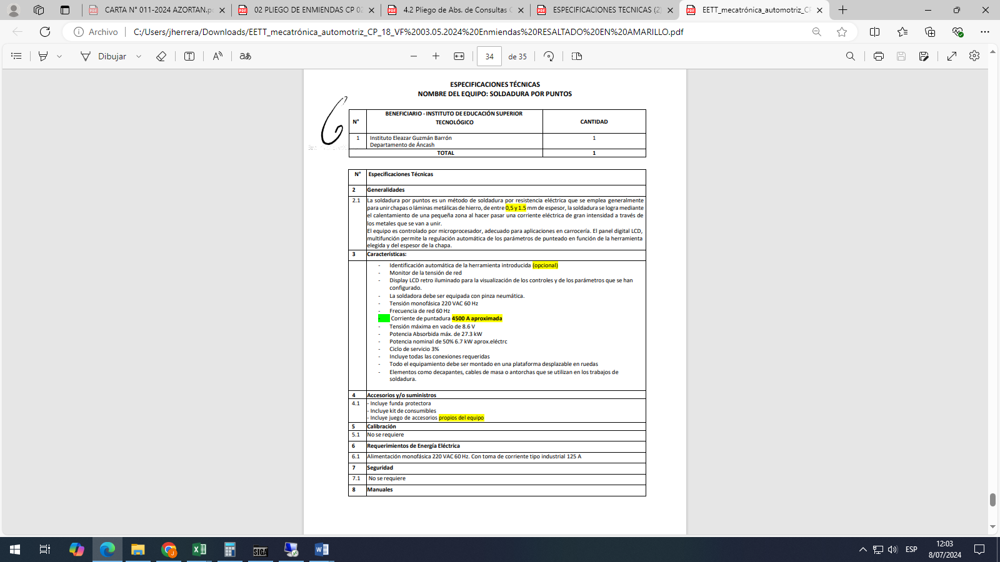 CARTA N° 011-2024 AZORTAN.p
02 PLIEGO DE ENMIENDAS CP 02
4.2 Pliego de Abs. de Consultas
ESPECIFICACIONES TECNICAS (2)
EETT_mecatrónica_automotriz_CP
Archivo
C:/Users/jherrera/Downloads/EETT_mecatrónica_automotriz_CP_18_VF%2003.05.2024%20Enmiendas%20RESALTADO%20EN%20AMARILLO.pdf
Dibujar
aあ
34
de 35
ESPECIFICACIONES TÉCNICAS
NOMBRE DEL EQUIPO: SOLDADURA POR PUNTOS
6
N°
BENEFICIARIO - INSTITUTO DE EDUCACIÓN SUPERIOR
TECNOLÓGICO
CANTIDAD
1
Instituto Eleazar Guzmán Barrón
Departamento de Áncash
1
TOTAL
1
N° Especificaciones Técnicas
2 Generalidades
2.1 La soldadura por puntos es un método de soldadura por resistencia eléctrica que se emplea generalmente
para unir chapas o láminas metálicas de hierro, de entre 0,5 y 1.5 mm de espesor, la soldadura se logra mediante
el calentamiento de una pequeña zona al hacer pasar una corriente eléctrica de gran intensidad a través de
los metales que se van a unir.
El equipo es controlado por microprocesador, adecuado para aplicaciones en carrocería. El panel digital LCD,
multifunción permite la regulación automática de los parámetros de punteado en función de la herramienta
elegida y del espesor de la chapa.
3 Características:
- Identificación automática de la herramienta introducida (opcional)
- Monitor de la tensión de red
- Display LCD retro iluminado para la visualización de los controles y de los parámetros que se han
configurado.
- La soldadora debe ser equipada con pinza neumática.
- Tensión monofásica 220 VAC 60 Hz
- Frecuencia de red 60 Hz
- Corriente de puntadura 4500 A aproximada
- Tensión máxima en vacío de 8.6 V
- Potencia Absorbida máx. de 27.3 kW
- Potencia nominal de 50% 6.7 kW aprox.eléctrc
- Ciclo de servicio 3%
- Incluye todas las conexiones requeridas
- Todo el equipamiento debe ser montado en una plataforma desplazable en ruedas
- Elementos como decapantes, cables de masa o antorchas que se utilizan en los trabajos de
soldadura.
4 Accesorios y/o suministros
4.1 - Incluye funda protectora
- Incluye kit de consumibles
- Incluye juego de accesorios propios del equipo
5 Calibración
5.1 No se requiere
6 Requerimientos de Energía Eléctrica
6.1 Alimentación monofásica 220 VAC 60 Hz. Con toma de corriente tipo industrial 125 A
7 Seguridad
7.1 No se requiere
8 Manuales
SIGA
ESP
12:03
8/07/2024